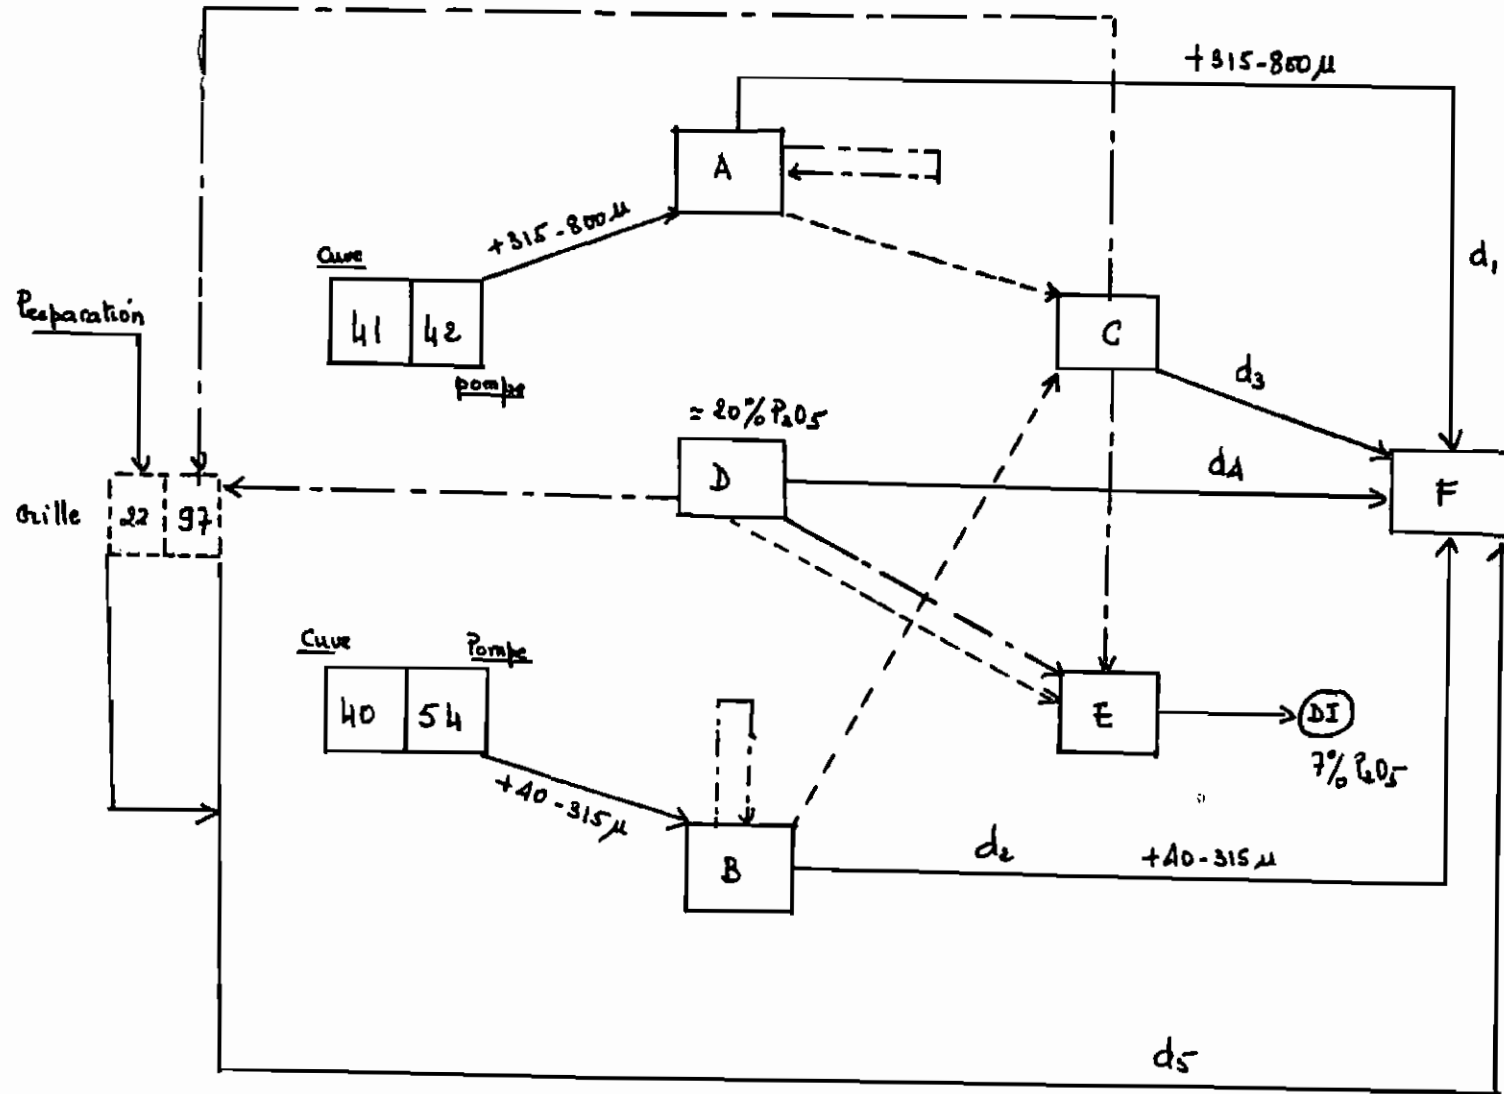 +315-800µ
A
+315-800µ
d₁
Cuve
Préparation
41 42
C
pompe
d₃
≃ 20% P₂O₅
D
d4
F
Grille 22 97
Cuve
Pompe
40 54
E
DI
7% P₂O₅
+40-315µ
B
d₂
+40-315µ
d5